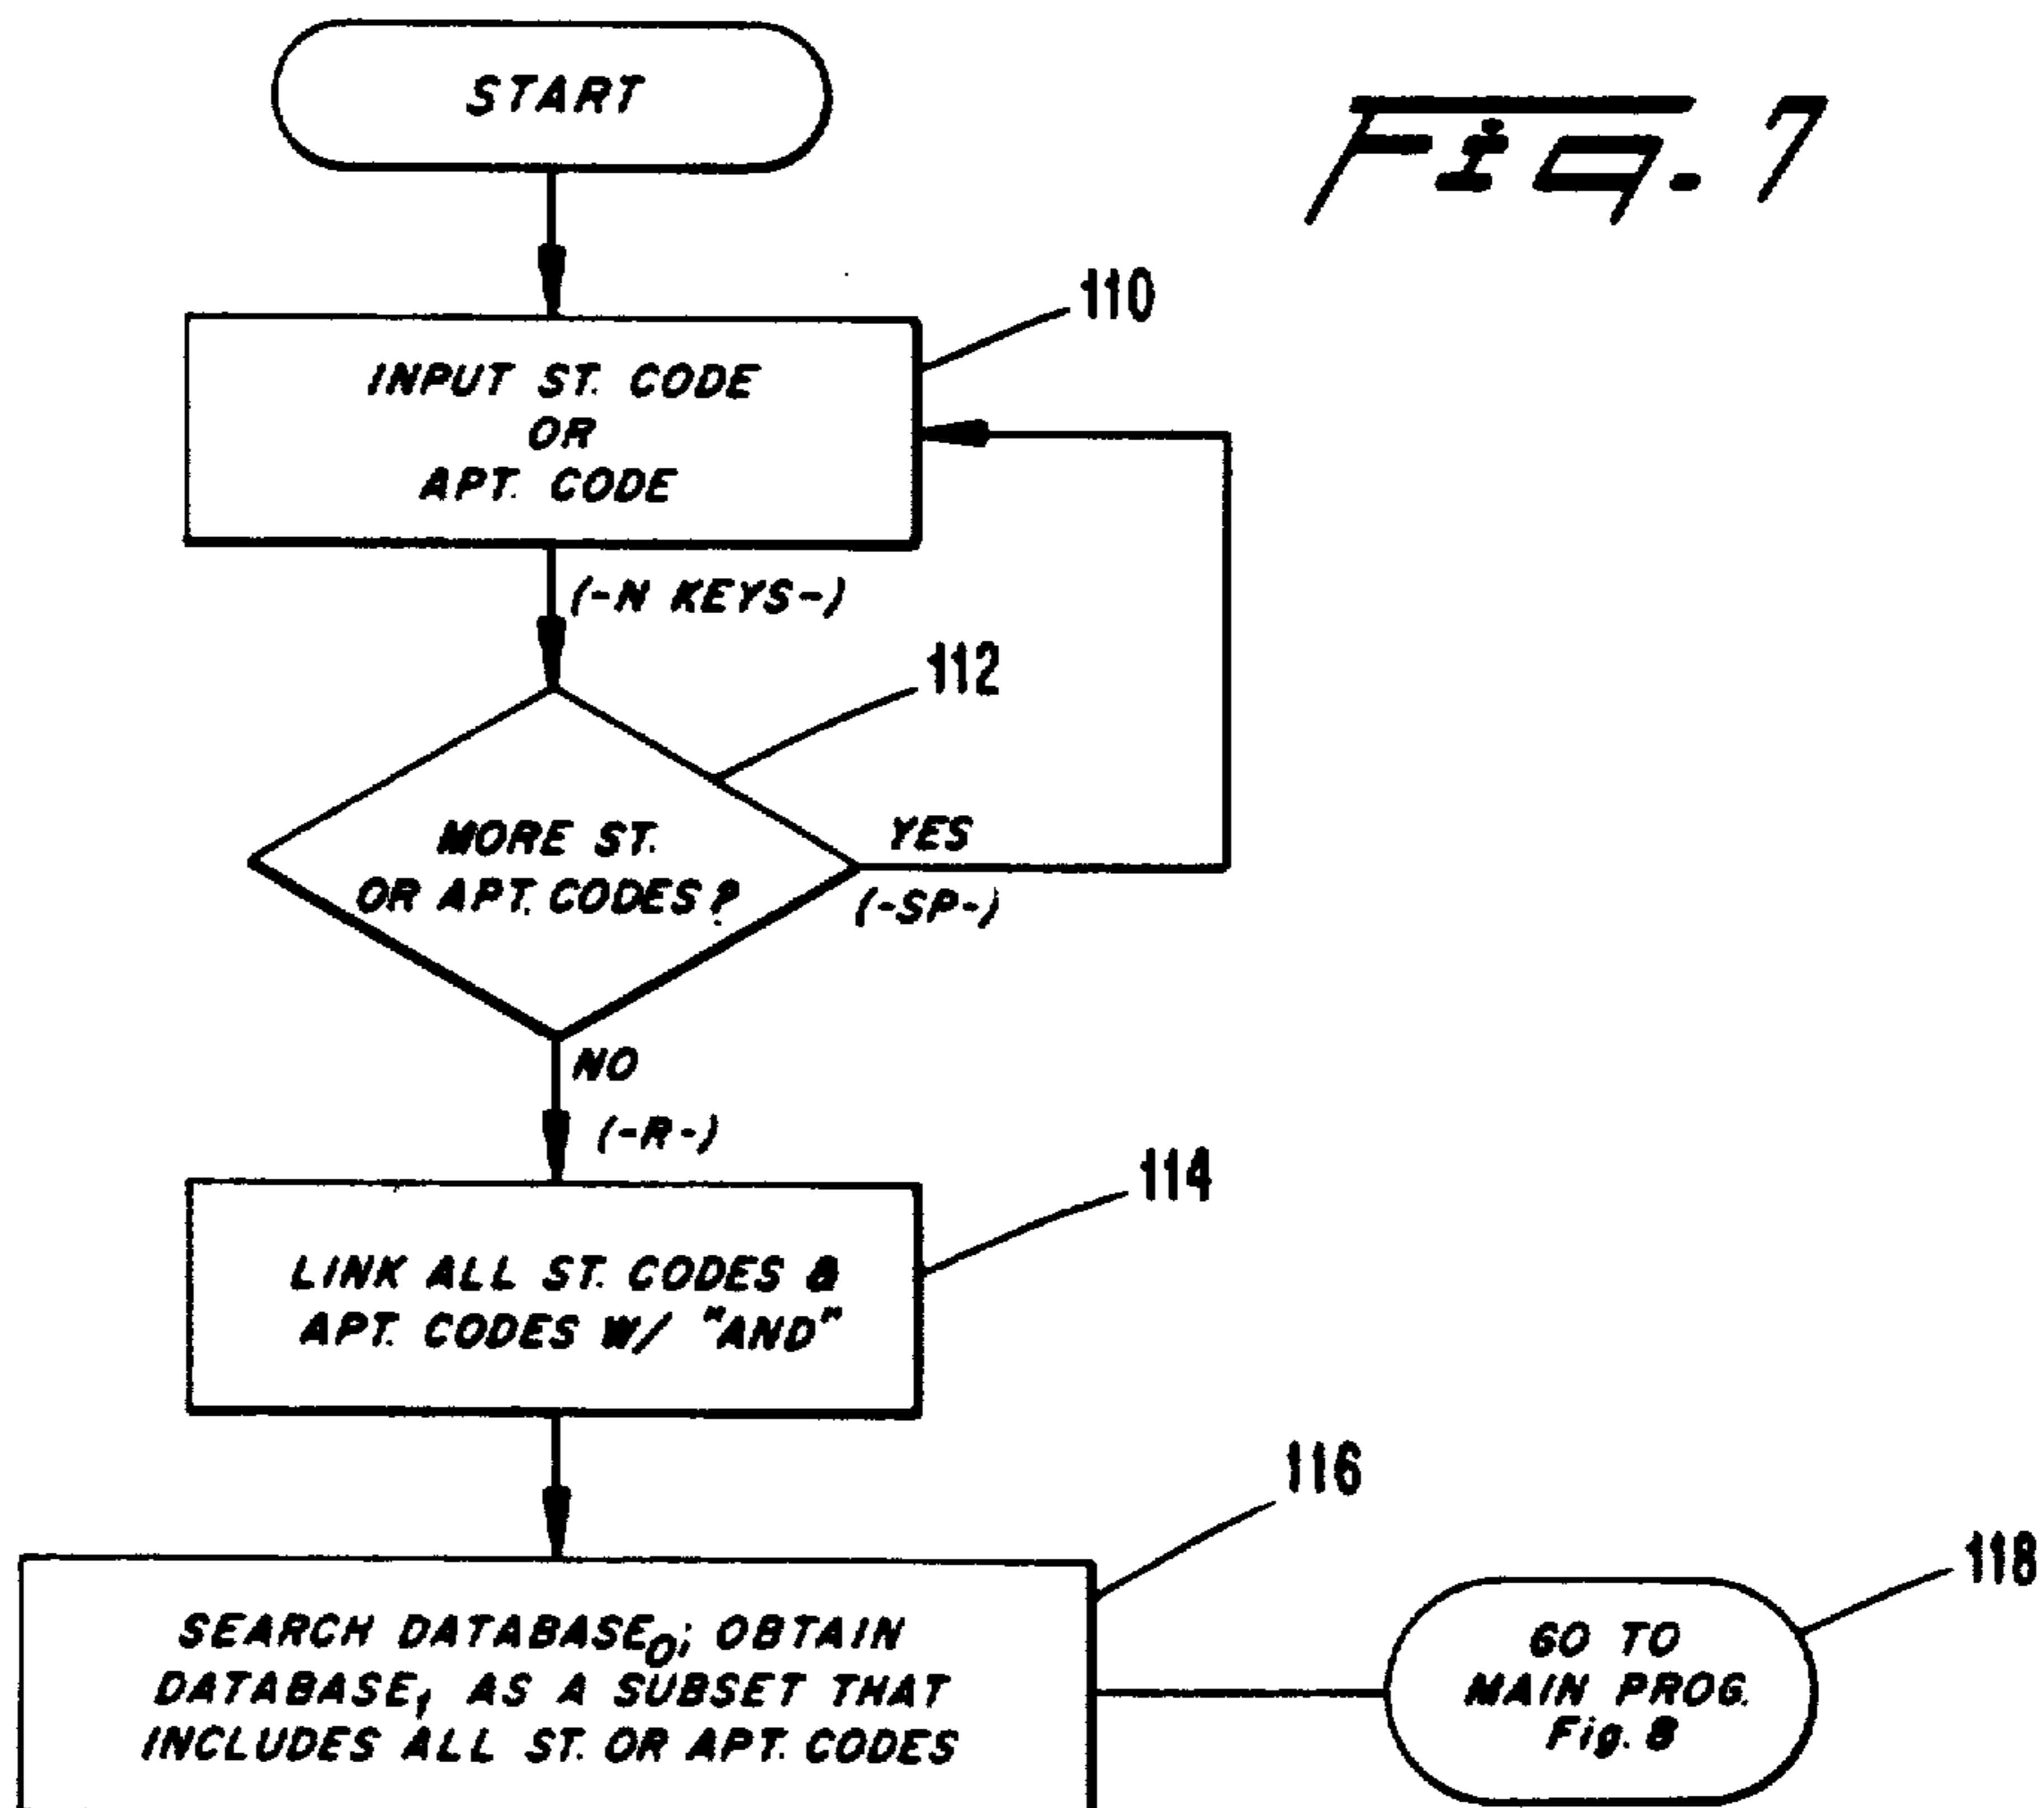 START
Fig. 7
110
INPUT ST. CODE
OR
APT. CODE
(-N KEYS-)
112
MORE ST.
OR APT. CODES?
YES
(-SP-)
NO
(-R-)
114
LINK ALL ST. CODES &
APT. CODES W/ "AND"
116
SEARCH DATABASE₀; OBTAIN
DATABASE₁ AS A SUBSET THAT
INCLUDES ALL ST. OR APT. CODES
118
GO TO
MAIN PROG.
Fig. 8